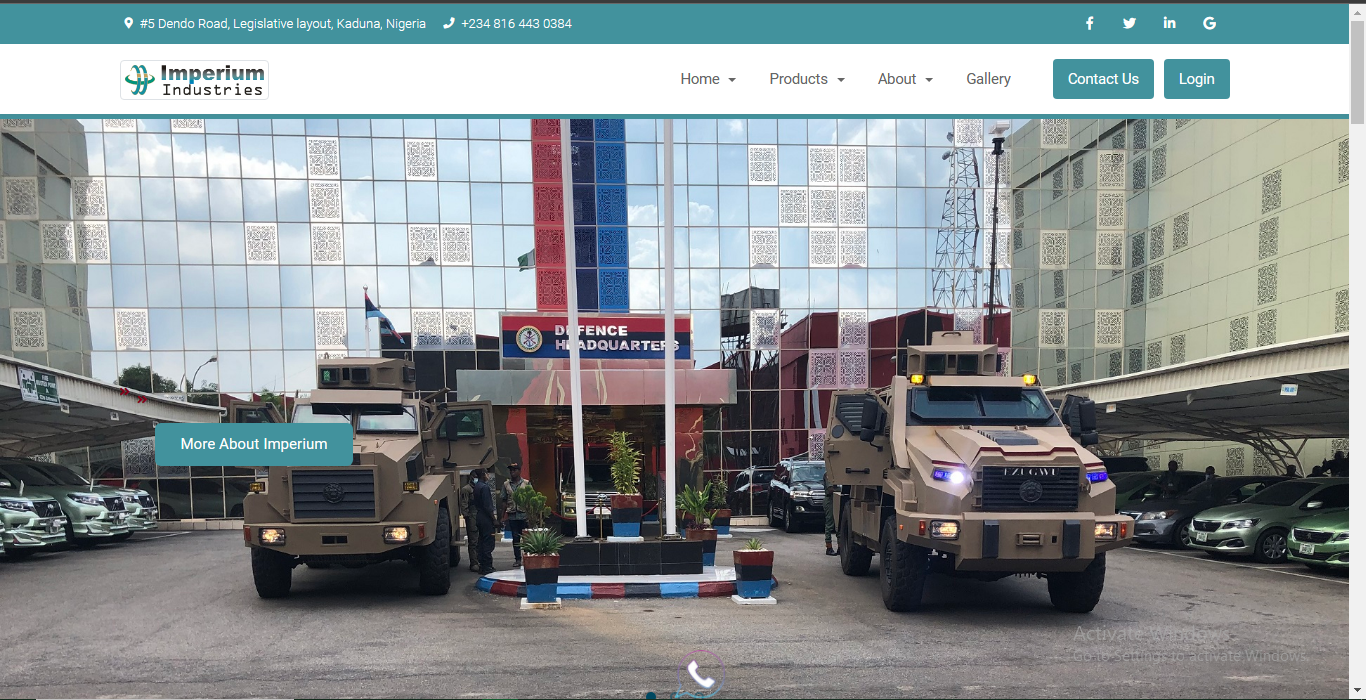 #5 Dendo Road, Legislative layout, Kaduna, Nigeria
+234 816 443 0384
Imperium
Industries
Home
Products
About
Gallery
Contact Us
Login
DEFENCE
HEADQUARTERS
More About Imperium
EZUGWU
Activate Windows
Go to Settings to activate Windows.